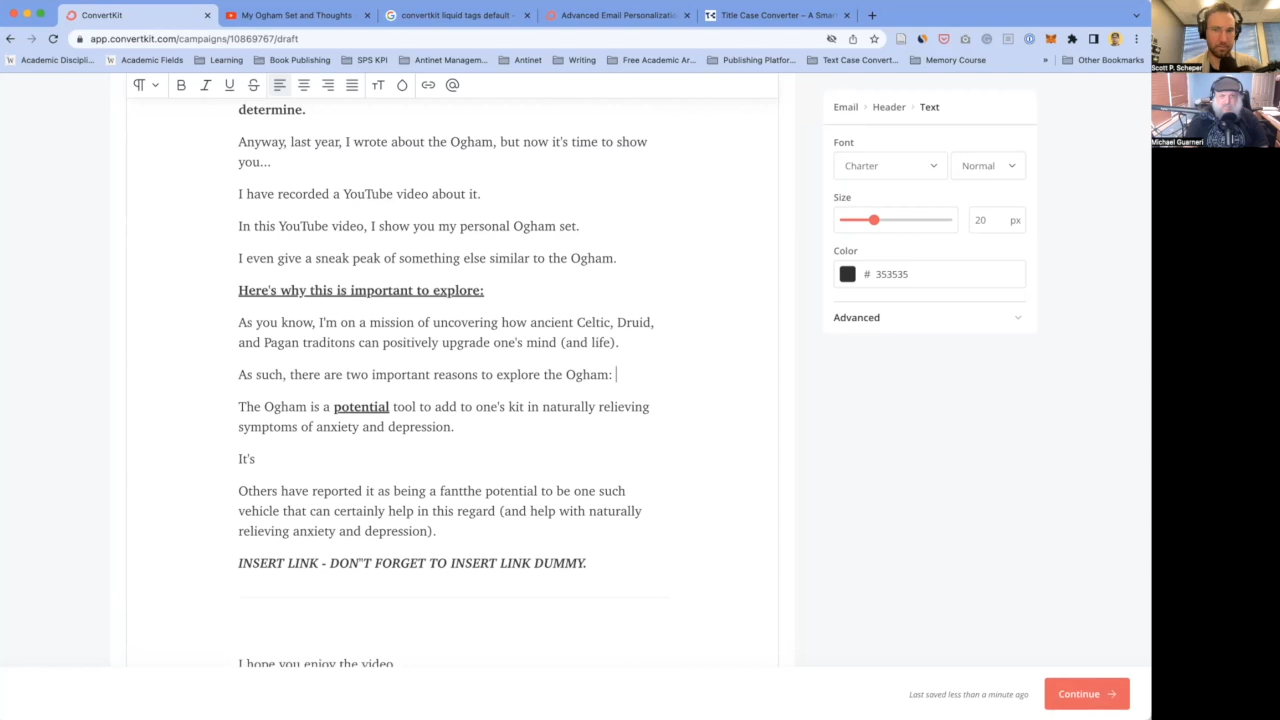 ConvertKit
My Ogham Set and Thoughts
convertkit liquid tags default -
Advanced Email Personalizatio
Title Case Converter – A Smar
app.convertkit.com/campaigns/10869767/draft
Academic Discipli...
Academic Fields
Learning
Book Shopping
SPS KPI
Antinet Managem...
Antinet
Writing
Free Academic Ar...
Publishing Platfor...
Text Case Convert...
Memory Course
»
Other Bookmarks
Scott P. Scheper
Michael Guarneri
determine.
Anyway, last year, I wrote about the Ogham, but now it's time to show
you...
I have recorded a YouTube video about it.
In this YouTube video, I show you my personal Ogham set.
I even give a sneak peak of something else similar to the Ogham.
Here's why this is important to explore:
As you know, I'm on a mission of uncovering how ancient Celtic, Druid,
and Pagan traditons can positively upgrade one's mind (and life).
As such, there are two important reasons to explore the Ogham:
The Ogham is a potential tool to add to one's kit in naturally relieving
symptoms of anxiety and depression.
It's
Others have reported it as being a fantthe potential to be one such
vehicle that can certainly help in this regard (and help with naturally
relieving anxiety and depression).
INSERT LINK - DON'"T FORGET TO INSERT LINK DUMMY.
I hope you enjoy the video
Email > Header > Text
Font
Charter
Normal
Size
20 px
Color
# 353535
Advanced
Last saved less than a minute ago
Continue →